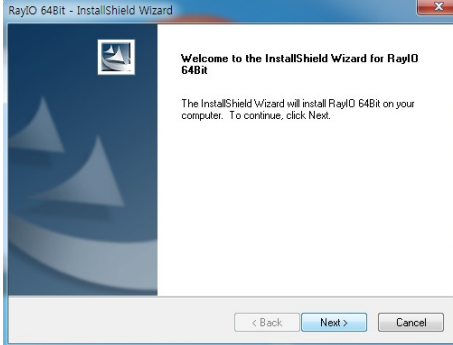 RayIO 64Bit - InstallShield Wizard
Welcome to the InstallShield Wizard for RayIO
64Bit
The InstallShield Wizard will install RayIO 64Bit on your
computer. To continue, click Next.
< Back
Next >
Cancel